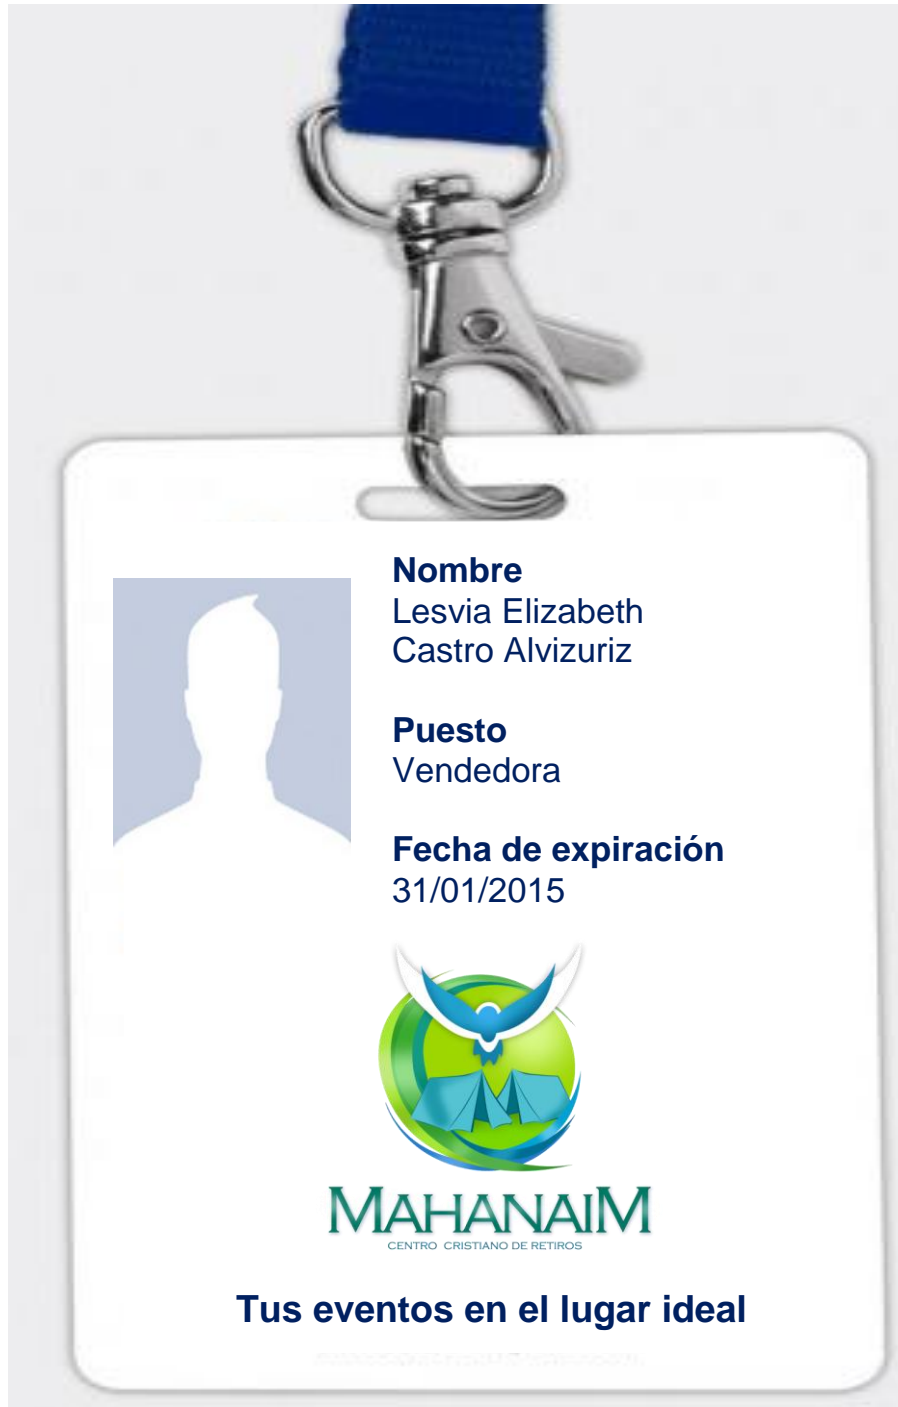 Nombre
Lesvia Elizabeth
Castro Alvizuriz
Puesto
Vendedora
Fecha de expiración
31/01/2015
MAHANAIM
CENTRO CRISTIANO DE RETIROS
Tus eventos en el lugar ideal